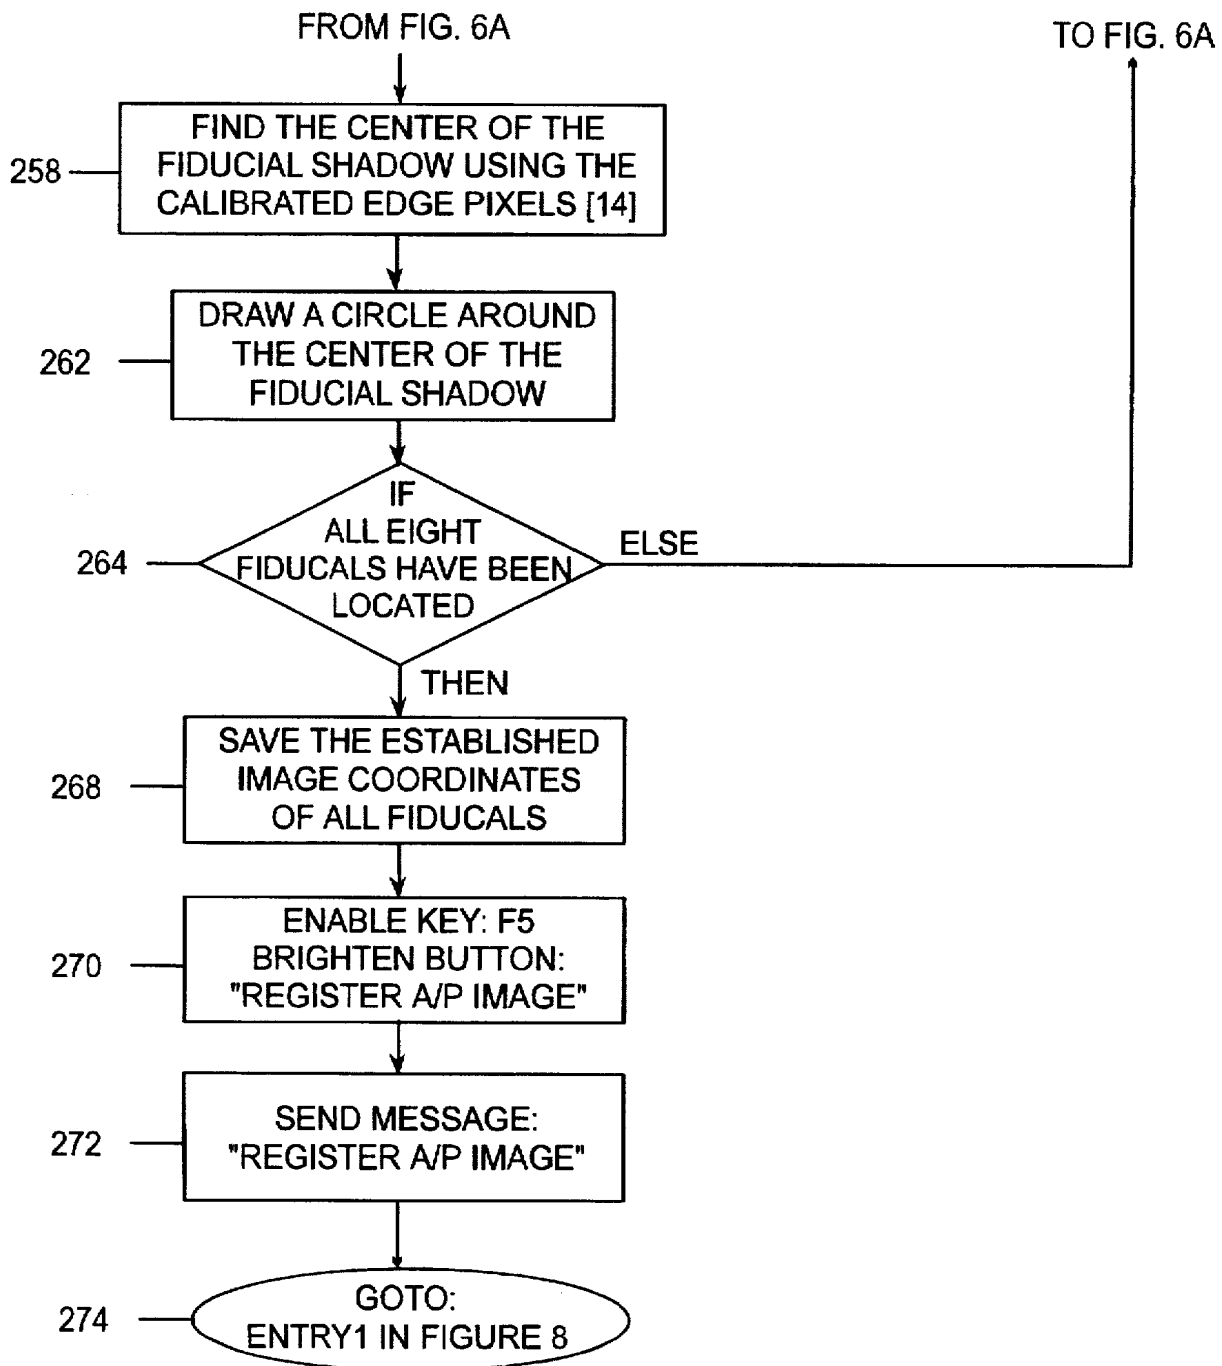 FROM FIG. 6A
TO FIG. 6A
258
FIND THE CENTER OF THE
FIDUCIAL SHADOW USING THE
CALIBRATED EDGE PIXELS [14]
262
DRAW A CIRCLE AROUND
THE CENTER OF THE
FIDUCIAL SHADOW
264
IF
ALL EIGHT
FIDUCALS HAVE BEEN
LOCATED
ELSE
THEN
268
SAVE THE ESTABLISHED
IMAGE COORDINATES
OF ALL FIDUCALS
270
ENABLE KEY: F5
BRIGHTEN BUTTON:
"REGISTER A/P IMAGE"
272
SEND MESSAGE:
"REGISTER A/P IMAGE"
274
GOTO:
ENTRY1 IN FIGURE 8